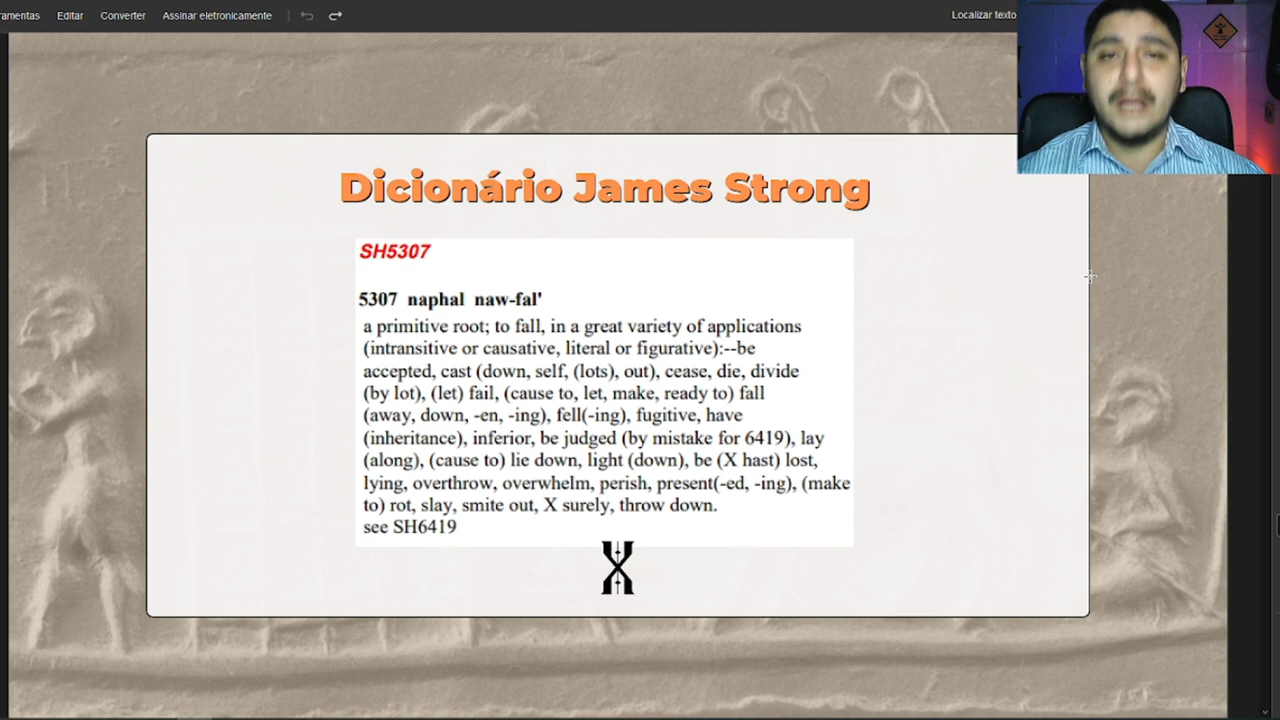 ramentas Editar Converter Assinar eletronicamente Localizar texto
Dicionário James Strong
SH5307
5307 naphal naw-fal'
a primitive root; to fall, in a great variety of applications
(intransitive or causative, literal or figurative):--be
accepted, cast (down, self, (lots), out), cease, die, divide
(by lot), (let) fail, (cause to, let, make, ready to) fall
(away, down, -en, -ing), fell(-ing), fugitive, have
(inheritance), inferior, be judged (by mistake for 6419), lay
(along), (cause to) lie down, light (down), be (X hast) lost,
lying, overthrow, overwhelm, perish, present(-ed, -ing), (make
to) rot, slay, smite out, X surely, throw down.
see SH6419